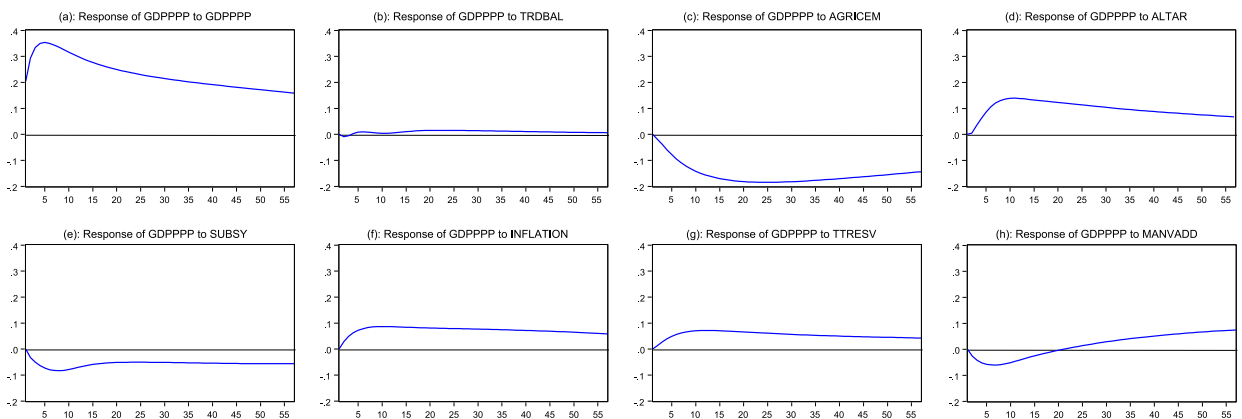 (a): Response of GDPPPP to GDPPPP
(b): Response of GDPPPP to TRDBAL
(c): Response of GDPPPP to AGRICEM
(d): Response of GDPPPP to ALTAR
.4 .4 .4 .4
.3 .3 .3 .3
.2 .2 .2 .2
.1 .1 .1 .1
.0 .0 .0 .0
-.1 -.1 -.1 -.1
-.2 -.2 -.2 -.2
5 10 15 20 25 30 35 40 45 50 55
5 10 15 20 25 30 35 40 45 50 55
5 10 15 20 25 30 35 40 45 50 55
5 10 15 20 25 30 35 40 45 50 55
(e): Response of GDPPPP to SUBSY
(f): Response of GDPPPP to INFLATION
(g): Response of GDPPPP to TTRESV
(h): Response of GDPPPP to MANVADD
.4 .4 .4 .4
.3 .3 .3 .3
.2 .2 .2 .2
.1 .1 .1 .1
.0 .0 .0 .0
-.1 -.1 -.1 -.1
-.2 -.2 -.2 -.2
5 10 15 20 25 30 35 40 45 50 55
5 10 15 20 25 30 35 40 45 50 55
5 10 15 20 25 30 35 40 45 50 55
5 10 15 20 25 30 35 40 45 50 55